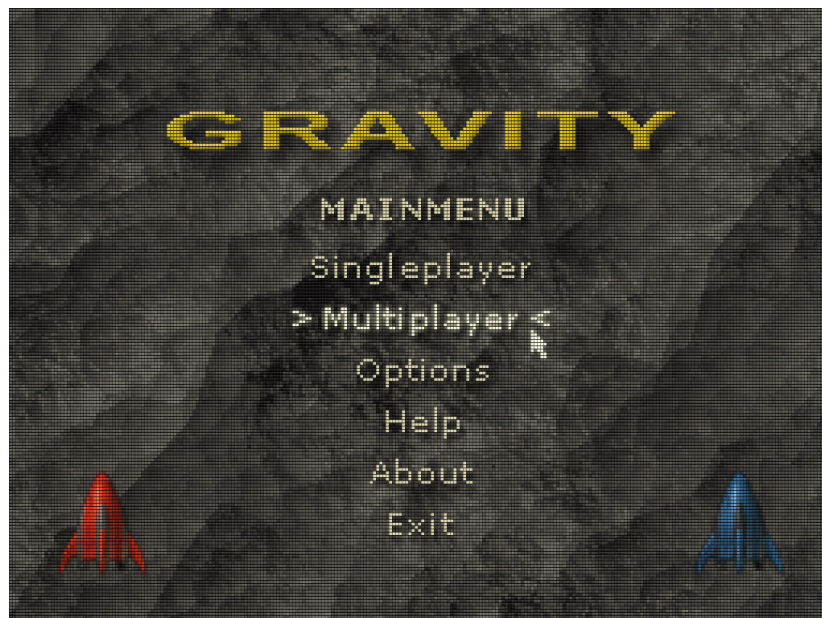 GRAVITY
MAINMENU
Singleplayer
> Multiplayer <
Options
Help
About
Exit